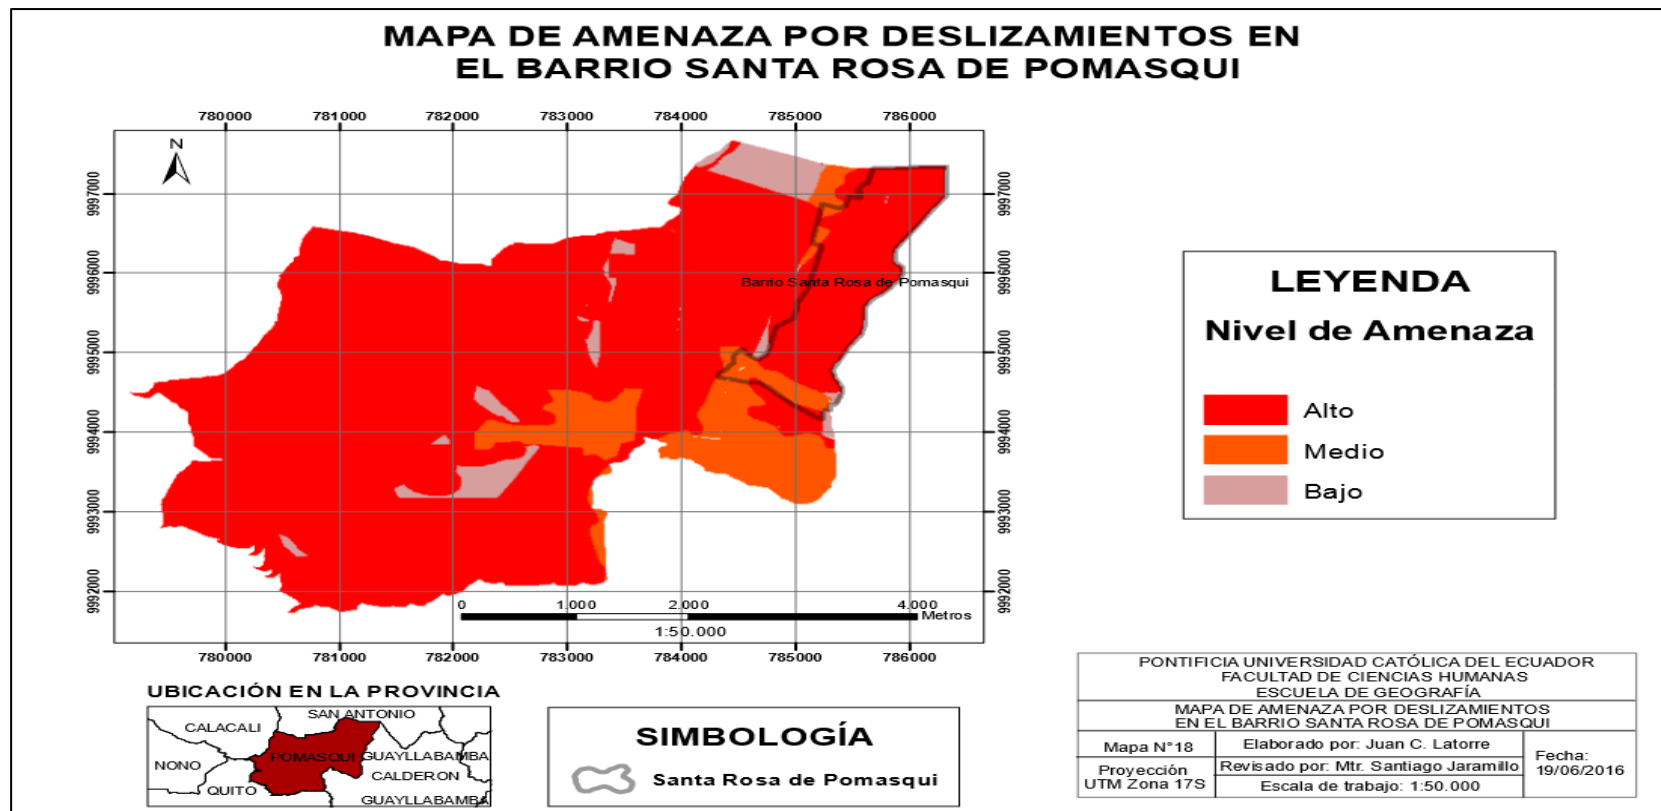 MAPA DE AMENAZA POR DESLIZAMIENTOS EN
EL BARRIO SANTA ROSA DE POMASQUI
780000 781000 782000 783000 784000 785000 786000
N
9997000 9997000
9996000 9996000
Barrio Santa Rosa de Pomasqui
9995000 9995000
9994000 9994000
9993000 9993000
9992000 9992000
0 1.000 2.000 4.000
Metros
1:50.000
780000 781000 782000 783000 784000 785000 786000
LEYENDA
Nivel de Amenaza
Alto
Medio
Bajo
UBICACIÓN EN LA PROVINCIA
SAN ANTONIO
CALACALI
POMASQUI
GUAYLLABAMBA
NONO
CALDERON
QUITO
GUAYLLABAMBA
SIMBOLOGÍA
Santa Rosa de Pomasqui
PONTIFICIA UNIVERSIDAD CATÓLICA DEL ECUADOR
FACULTAD DE CIENCIAS HUMANAS
ESCUELA DE GEOGRAFÍA
MAPA DE AMENAZA POR DESLIZAMIENTOS
EN EL BARRIO SANTA ROSA DE POMASQUI
Mapa N°18
Elaborado por: Juan C. Latorre
Proyección
UTM Zona 17S
Revisado por: Mtr. Santiago Jaramillo
Escala de trabajo: 1:50.000
Fecha:
19/06/2016